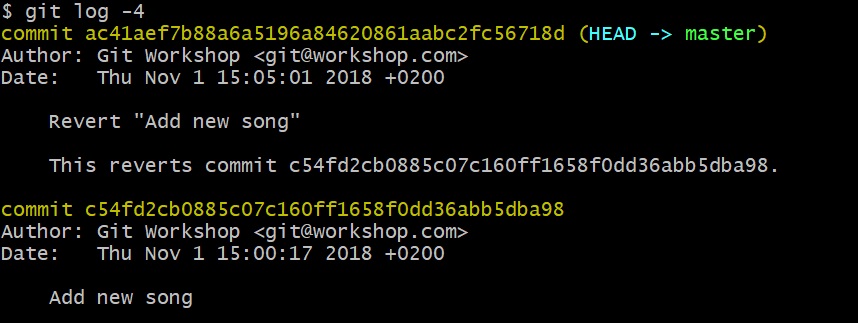 $ git log -4
commit ac41aef7b88a6a5196a84620861aabc2fc56718d (HEAD -> master)
Author: Git Workshop <git@workshop.com>
Date:   Thu Nov 1 15:05:01 2018 +0200
Revert "Add new song"
This reverts commit c54fd2cb0885c07c160ff1658f0dd36abb5dba98.
commit c54fd2cb0885c07c160ff1658f0dd36abb5dba98
Author: Git Workshop <git@workshop.com>
Date:   Thu Nov 1 15:00:17 2018 +0200
Add new song